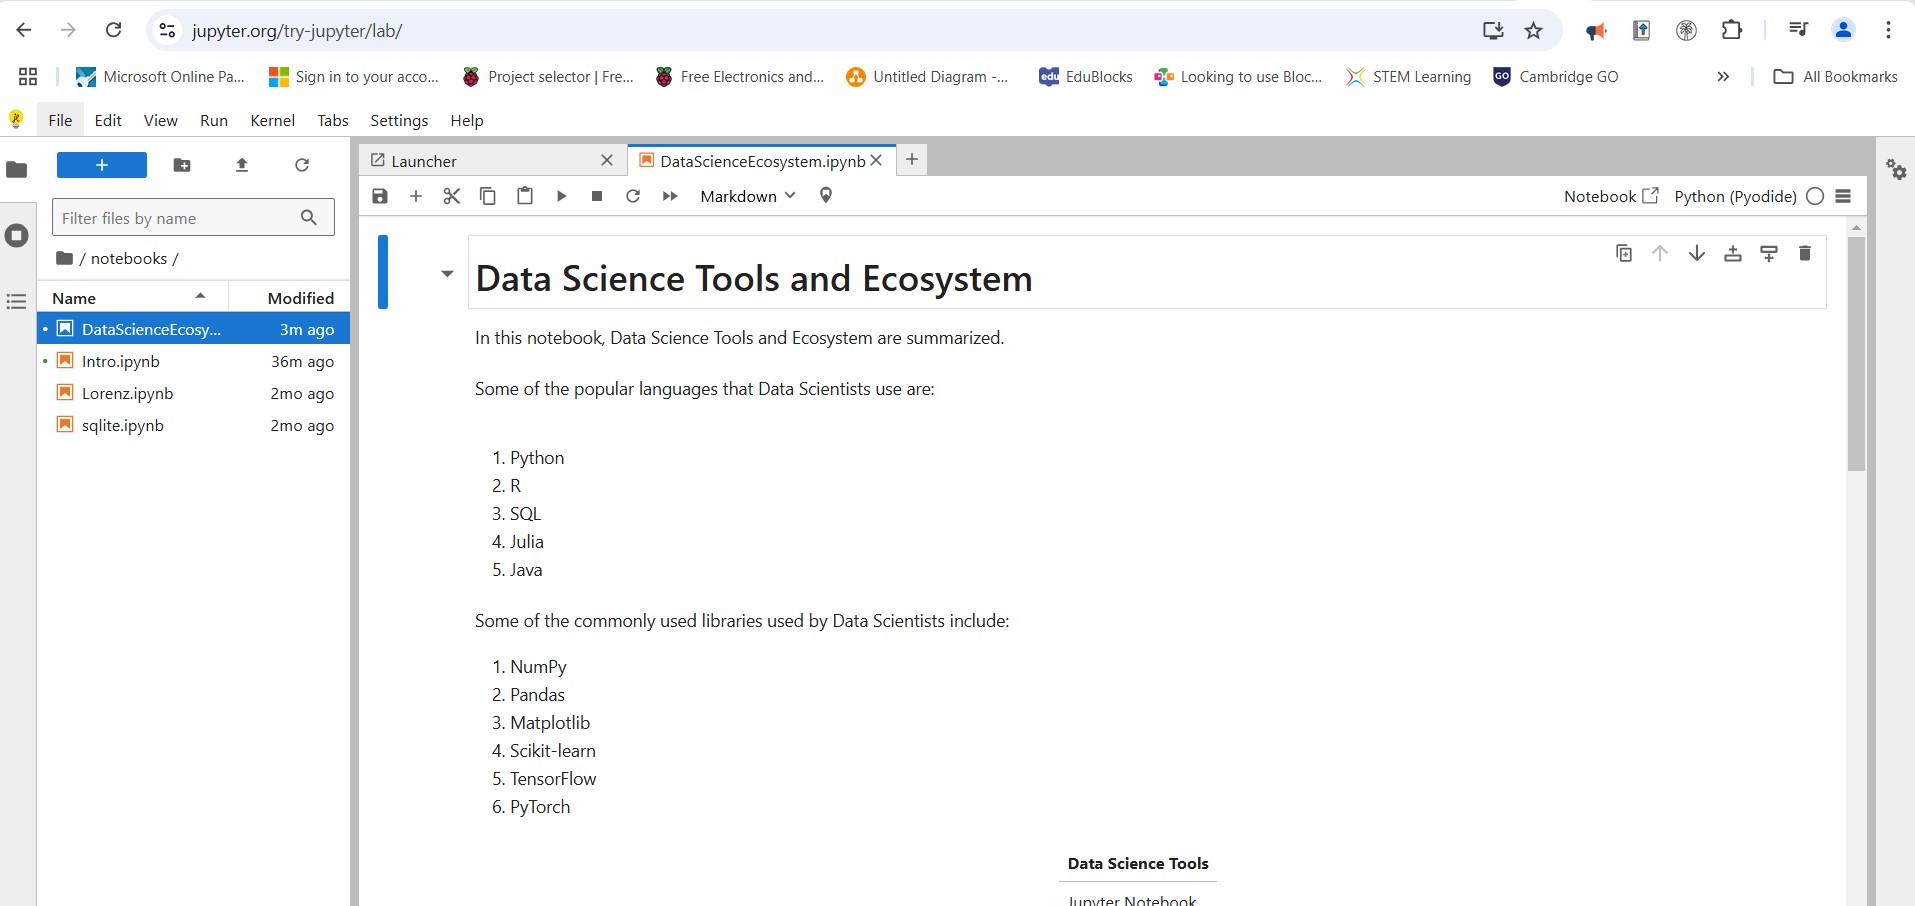 jupyter.org/try-jupyter/lab/
Microsoft Online Pa... Sign in to your acco... Project selector | Fre... Free Electronics and... Untitled Diagram -... EduBlocks Looking to use Bloc... STEM Learning Cambridge GO » All Bookmarks
File Edit View Run Kernel Tabs Settings Help
Launcher DataScienceEcosystem.ipynb
Markdown Notebook Python (Pyodide)
Filter files by name
/ notebooks /
Name Modified
DataScienceEcosy... 3m ago
Intro.ipynb 36m ago
Lorenz.ipynb 2mo ago
sqlite.ipynb 2mo ago
Data Science Tools and Ecosystem
In this notebook, Data Science Tools and Ecosystem are summarized.
Some of the popular languages that Data Scientists use are:
1. Python
2. R
3. SQL
4. Julia
5. Java
Some of the commonly used libraries used by Data Scientists include:
1. NumPy
2. Pandas
3. Matplotlib
4. Scikit-learn
5. TensorFlow
6. PyTorch
Data Science Tools
Jupyter Notebook